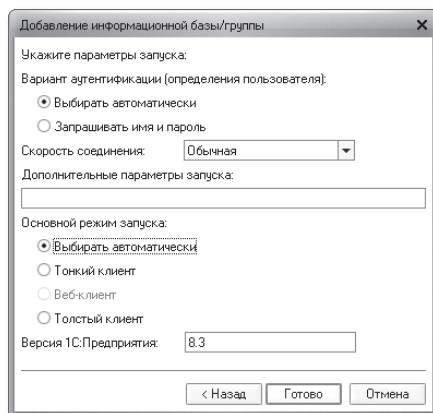 Добавление информационной базы/группы
Укажите параметры запуска:
Вариант аутентификации (определения пользователя):
Выбирать автоматически
Запрашивать имя и пароль
Скорость соединения: Обычная
Дополнительные параметры запуска:
Основной режим запуска:
Выбирать автоматически
Тонкий клиент
Веб-клиент
Толстый клиент
Версия 1С:Предприятия: 8.3
< Назад Готово Отмена